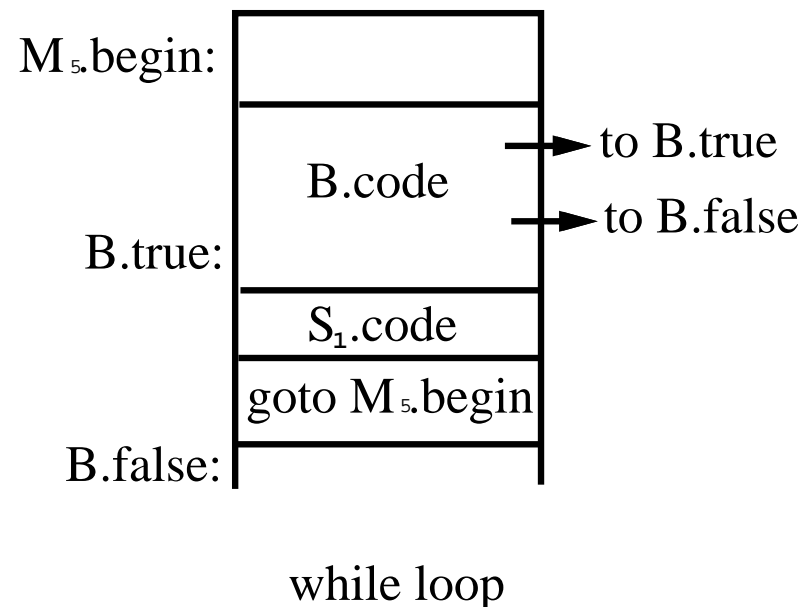 M₅.begin:
to B.true
B.code
to B.false
B.true:
S₁.code
goto M₅.begin
B.false:
while loop